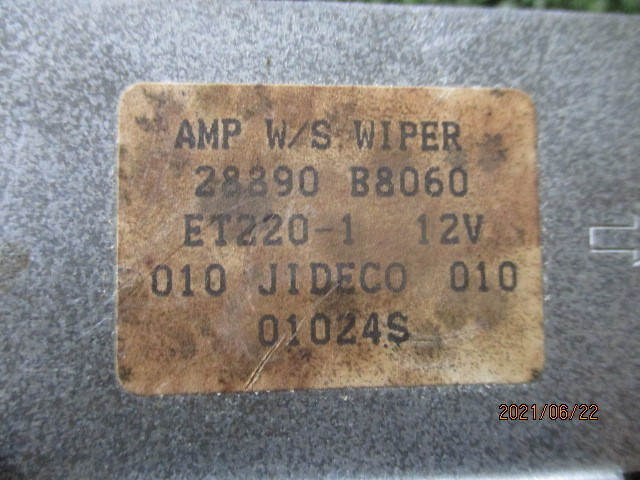 AMP W/S WIPER
28890 B8060
ET220-1 12V
010 JIDECO 010
01024S
2021/06/22